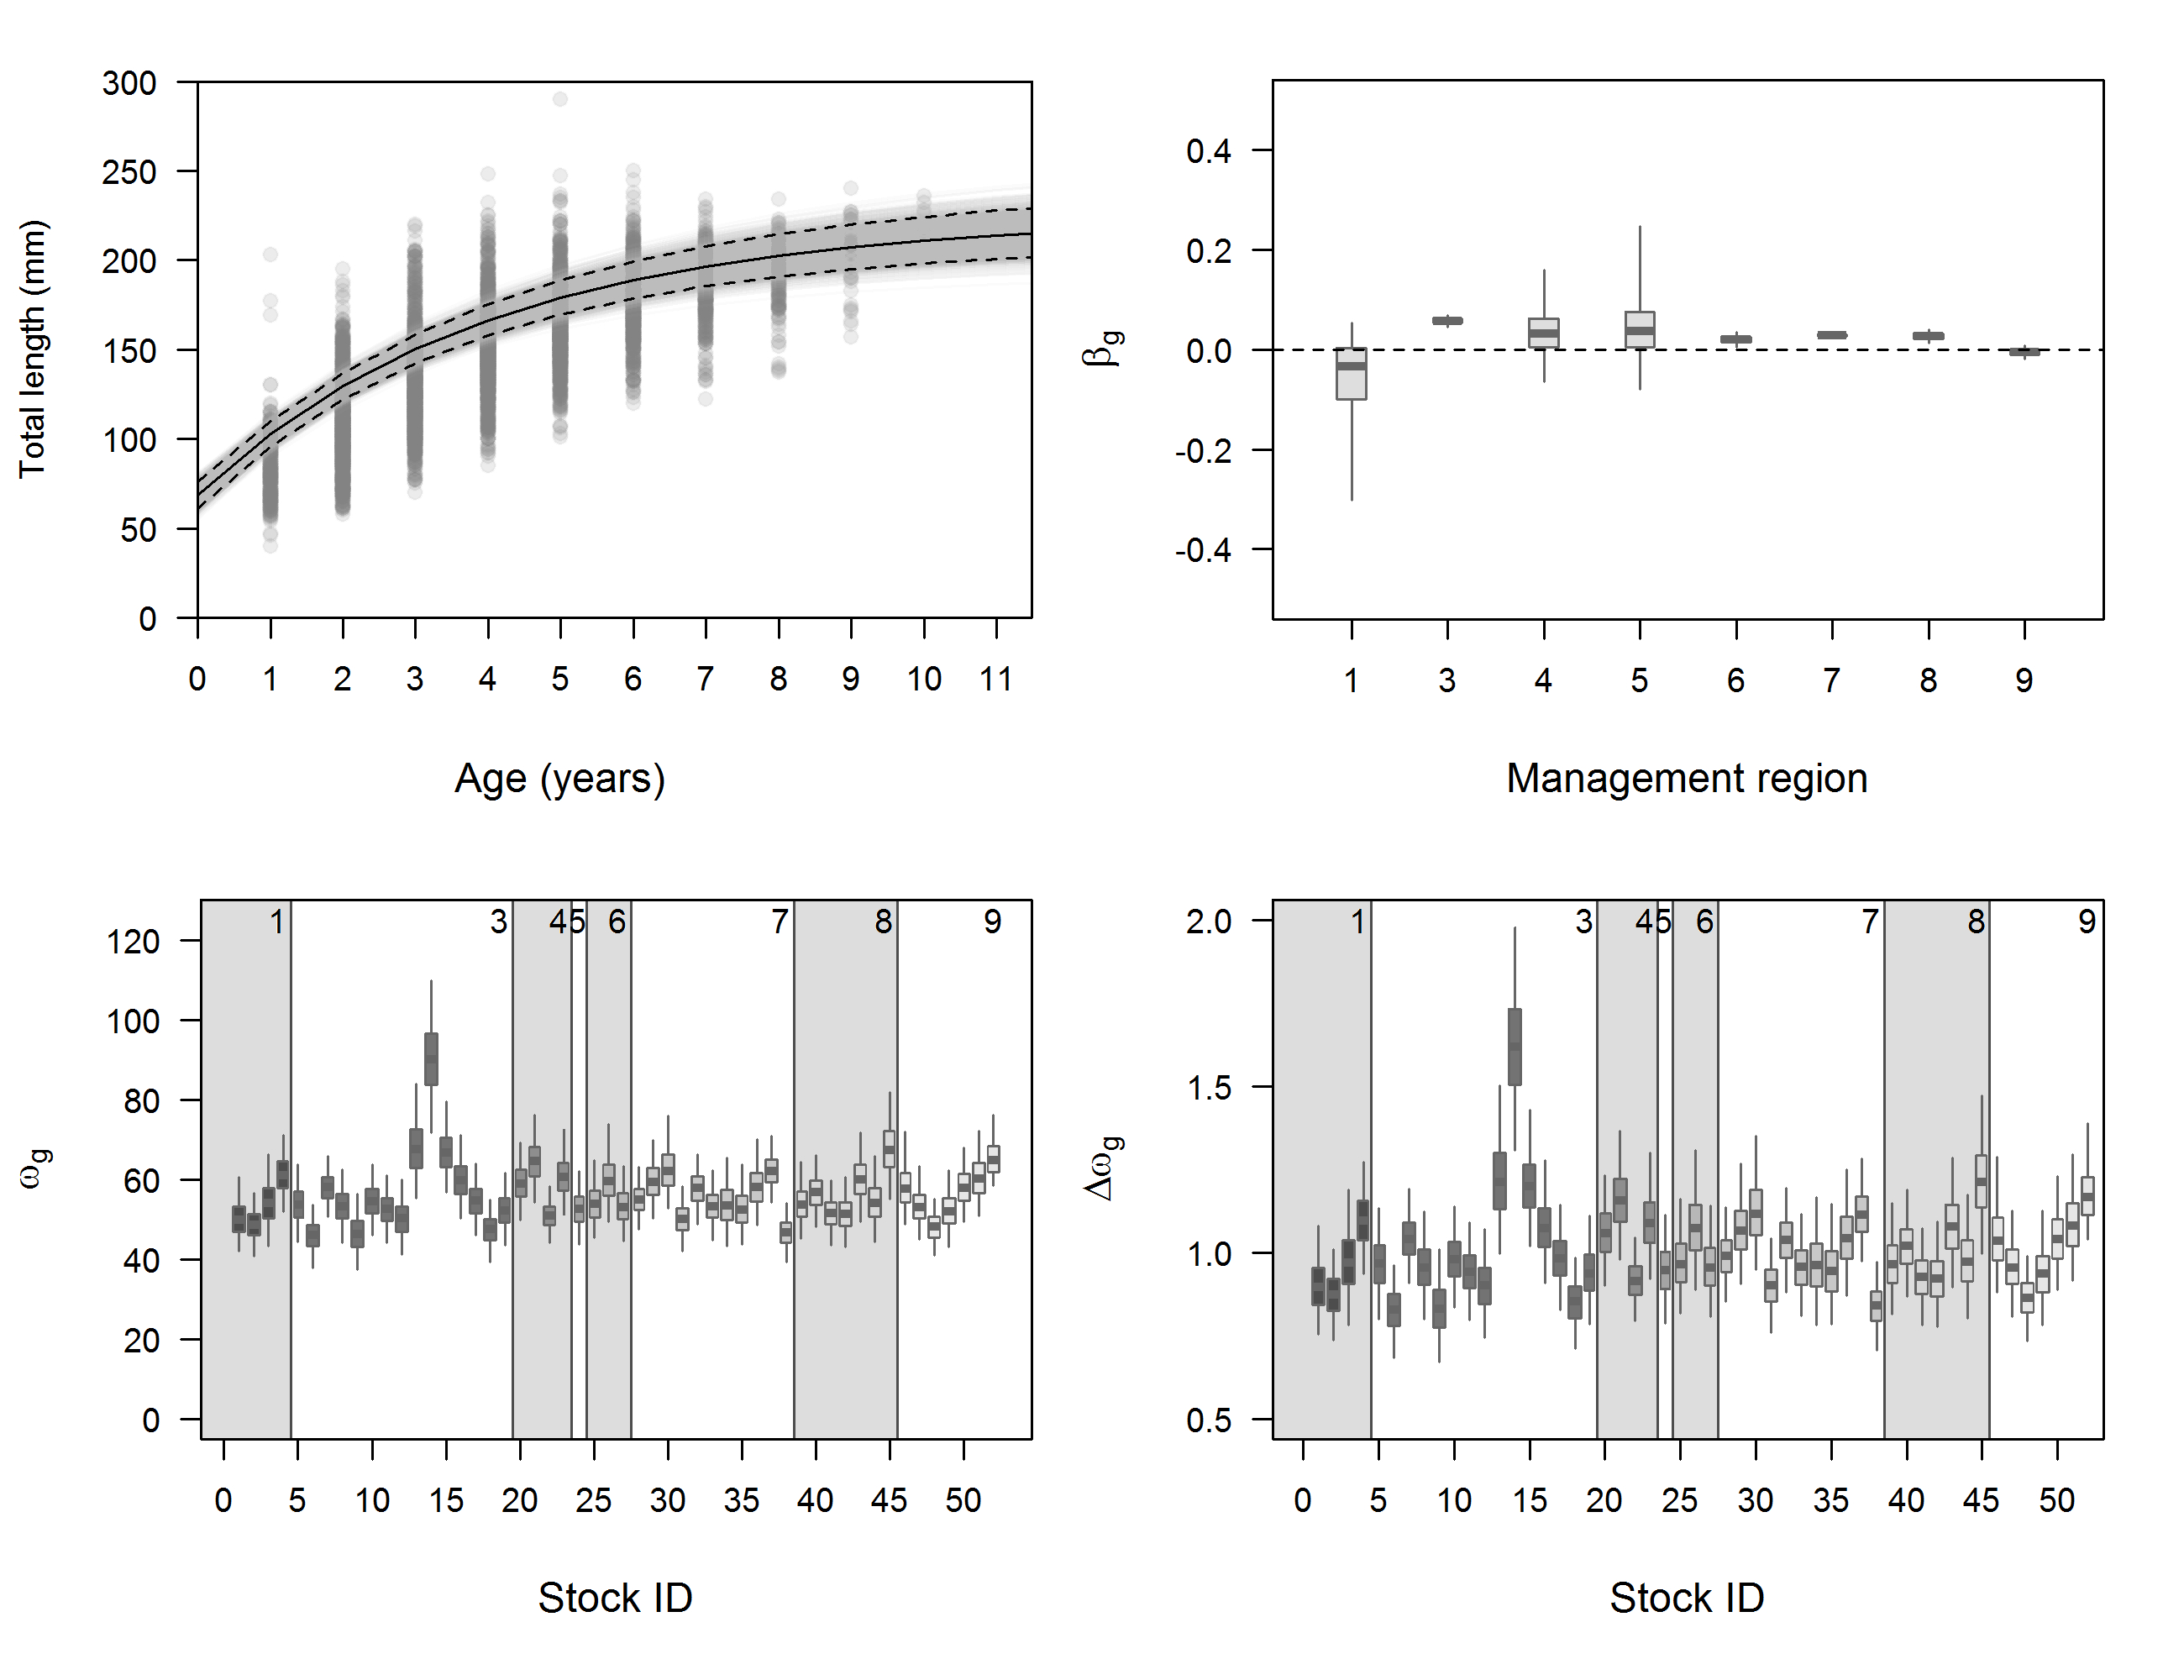 300
250
200
150
100
50
0
Total length (mm)
0 1 2 3 4 5 6 7 8 9 10 11
Age (years)
0.4
0.2
0.0
-0.2
-0.4
βg
1 3 4 5 6 7 8 9
Management region
1 3 4 5 6 7 8 9
120
100
80
60
40
20
0
ωg
0 5 10 15 20 25 30 35 40 45 50
Stock ID
1 3 4 5 6 7 8 9
2.0
1.5
1.0
0.5
Δωg
0 5 10 15 20 25 30 35 40 45 50
Stock ID